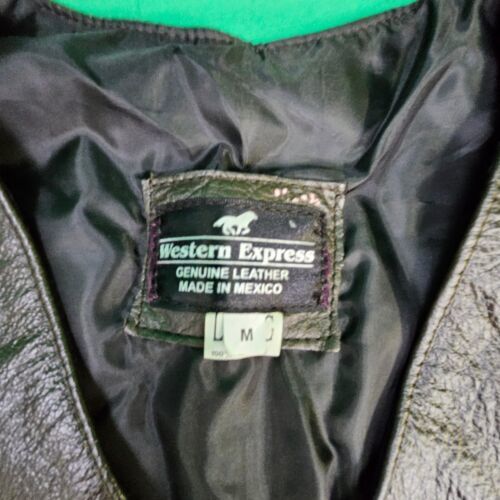 Western Express
GENUINE LEATHER
MADE IN MEXICO
M